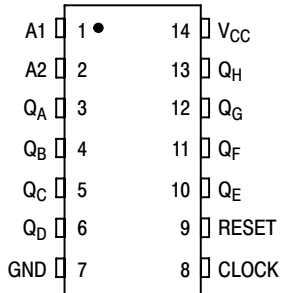 A1 1 14 VCC
A2 2 13 QH
QA 3 12 QG
QB 4 11 QF
QC 5 10 QE
QD 6 9 RESET
GND 7 8 CLOCK